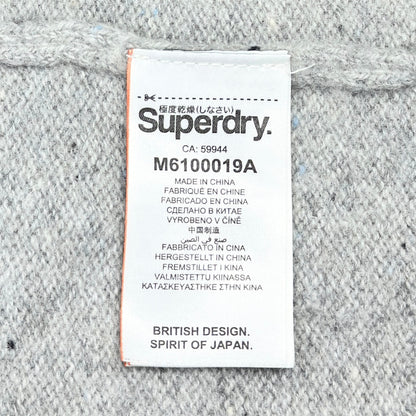 極度乾燥(しなさい)
Superdry.
CA: 59944
M6100019A
MADE IN CHINA
FABRIQUÉ EN CHINE
FABRICADO EN CHINA
СДЕЛАНО В КИТАЕ
VYROBENO V ČÍNĚ
中国制造
صنع في الصين
FABBRICATO IN CINA
HERGESTELLT IN CHINA
FREMSTILLET I KINA
VALMISTETTU KIINASSA
ΚΑΤΑΣΚΕΥΑΣΤΗΚΕ ΣΤΗΝ ΚΙΝΑ
BRITISH DESIGN.
SPIRIT OF JAPAN.